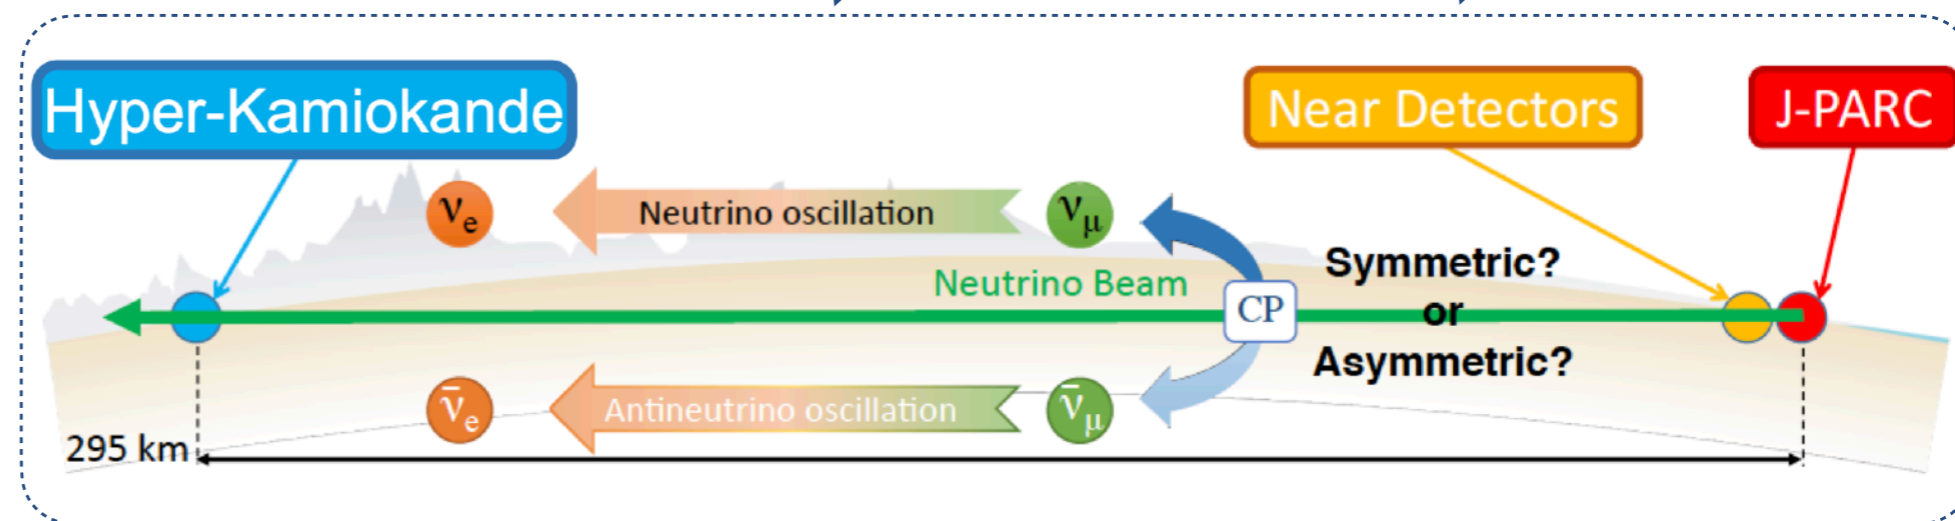 Hyper-Kamiokande
Near Detectors
J-PARC
νe
Neutrino oscillation
νμ
Symmetric?
Neutrino Beam
CP
or
Asymmetric?
ν̄e
Antineutrino oscillation
ν̄μ
295 km